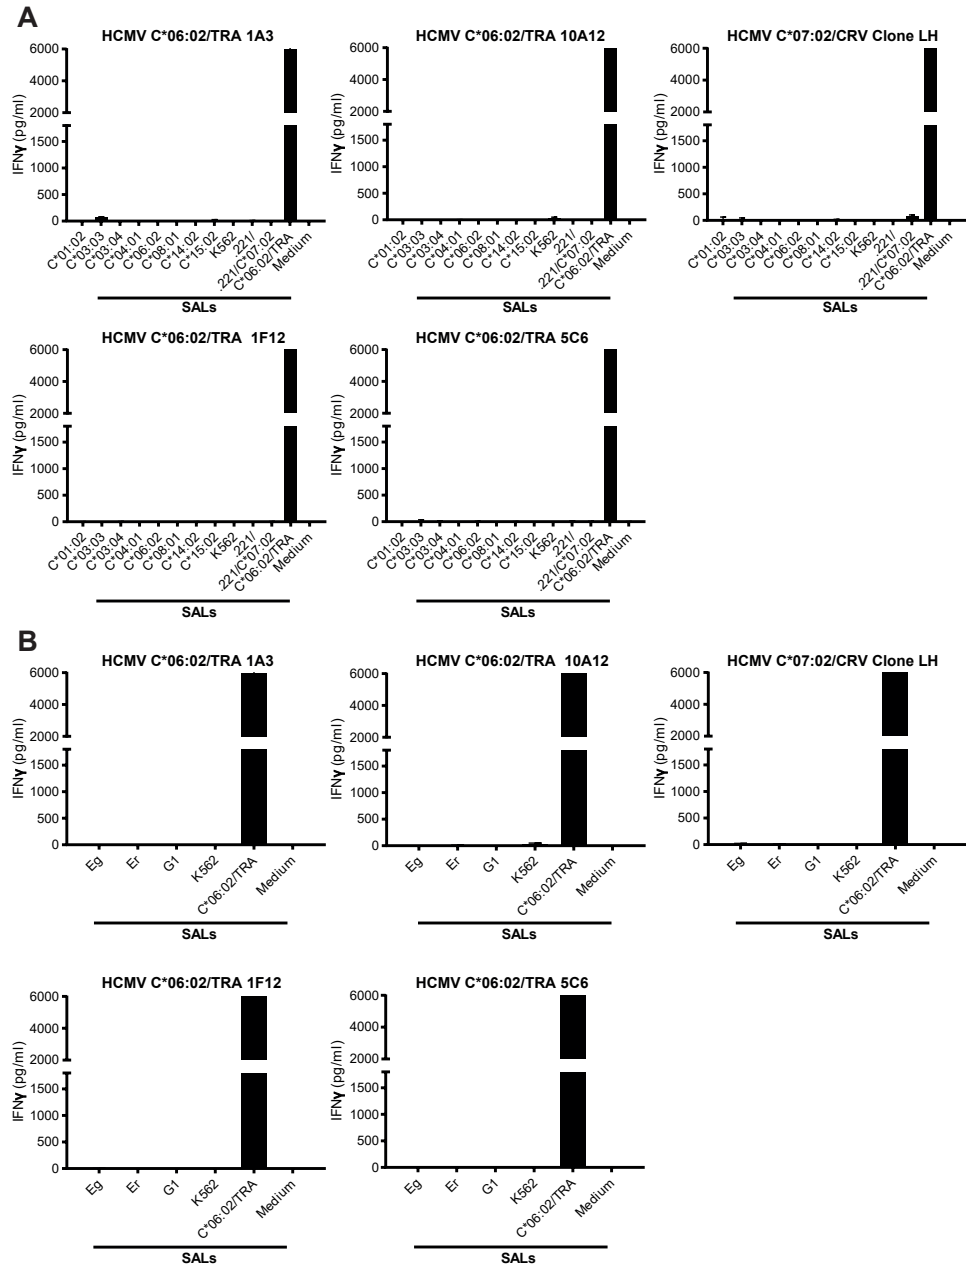 A
HCMV C*06:02/TRA 1A3
6000
4000
2000
1500
1000
500
0
IFNγ (pg/ml)
C*01:02
C*03:03
C*03:04
C*04:01
C*06:02
C*08:01
C*14:02
C*15:02
K562
.221/
.221/C*07:02
C*06:02/TRA
Medium
SALs
HCMV C*06:02/TRA 10A12
6000
4000
2000
1500
1000
500
0
IFNγ (pg/ml)
C*01:02
C*03:03
C*03:04
C*04:01
C*06:02
C*08:01
C*14:02
C*15:02
K562
.221/
.221/C*07:02
C*06:02/TRA
Medium
SALs
HCMV C*07:02/CRV Clone LH
6000
4000
2000
1500
1000
500
0
IFNγ (pg/ml)
C*01:02
C*03:03
C*03:04
C*04:01
C*06:02
C*08:01
C*14:02
C*15:02
K562
.221/
.221/C*07:02
C*06:02/TRA
Medium
SALs
HCMV C*06:02/TRA 1F12
6000
4000
2000
1500
1000
500
0
IFNγ (pg/ml)
C*01:02
C*03:03
C*03:04
C*04:01
C*06:02
C*08:01
C*14:02
C*15:02
K562
.221/
.221/C*07:02
C*06:02/TRA
Medium
SALs
HCMV C*06:02/TRA 5C6
6000
4000
2000
1500
1000
500
0
IFNγ (pg/ml)
C*01:02
C*03:03
C*03:04
C*04:01
C*06:02
C*08:01
C*14:02
C*15:02
K562
.221/
.221/C*07:02
C*06:02/TRA
Medium
SALs
B
HCMV C*06:02/TRA 1A3
6000
4000
2000
1500
1000
500
0
IFNγ (pg/ml)
Eg
Er
G1
K562
C*06:02/TRA
Medium
SALs
HCMV C*06:02/TRA 10A12
6000
4000
2000
1500
1000
500
0
IFNγ (pg/ml)
Eg
Er
G1
K562
C*06:02/TRA
Medium
SALs
HCMV C*07:02/CRV Clone LH
6000
4000
2000
1500
1000
500
0
IFNγ (pg/ml)
Eg
Er
G1
K562
C*06:02/TRA
Medium
SALs
HCMV C*06:02/TRA 1F12
6000
4000
2000
1500
1000
500
0
IFNγ (pg/ml)
Eg
Er
G1
K562
C*06:02/TRA
Medium
SALs
HCMV C*06:02/TRA 5C6
6000
4000
2000
1500
1000
500
0
IFNγ (pg/ml)
Eg
Er
G1
K562
C*06:02/TRA
Medium
SALs